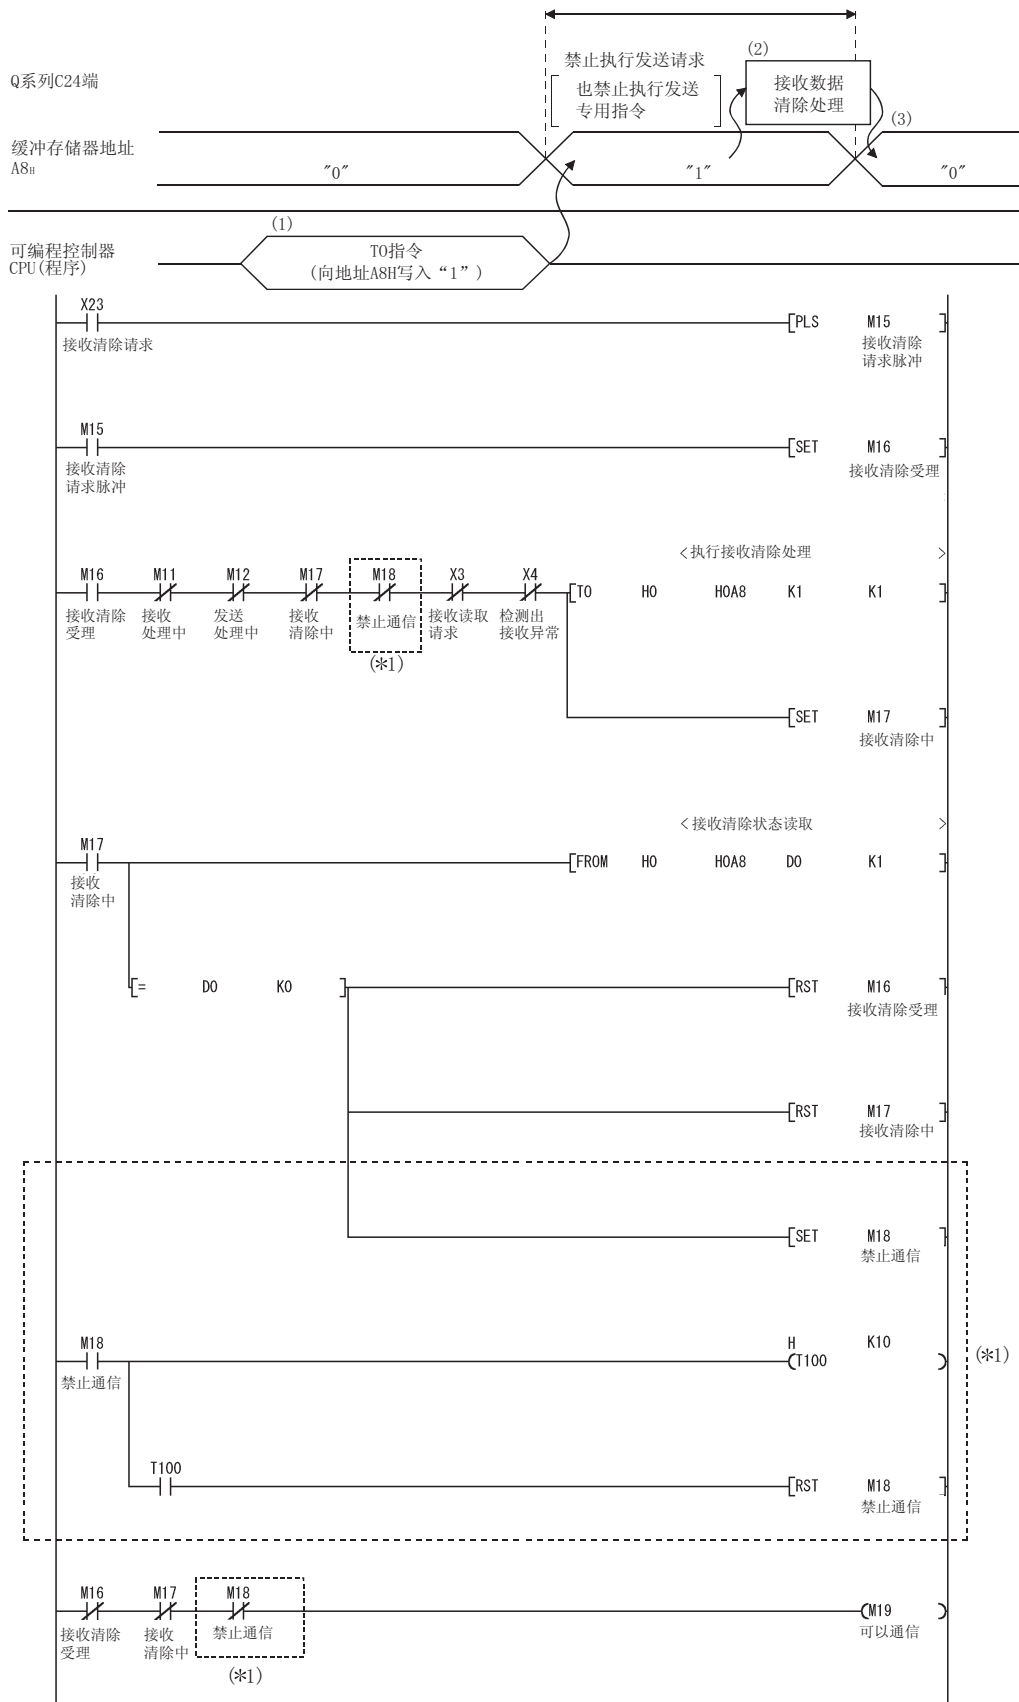 禁止执行发送请求
也禁止执行发送
专用指令
(2)
接收数据
清除处理
(3)
Q系列C24端
缓冲存储器地址
A8H
"0"
"1"
"0"
可编程控制器
CPU(程序)
(1)
TO指令
(向地址A8H写入“1”)
X23
接收清除请求
PLS M15
接收清除
请求脉冲
M15
接收清除
请求脉冲
SET M16
接收清除受理
<执行接收清除处理 >
M16 M11 M12 M17 M18 X3 X4
TO H0 H0A8 K1 K1
接收清除 接收 发送 接收 禁止通信 接收读取 检测出
受理 处理中 处理中 清除中 请求 接收异常
(*1)
SET M17
接收清除中
<接收清除状态读取 >
M17
接收
清除中
FROM H0 H0A8 D0 K1
= D0 K0
RST M16
接收清除受理
RST M17
接收清除中
SET M18
禁止通信
M18
禁止通信
H K10
T100
(*1)
T100
RST M18
禁止通信
M16 M17 M18
M19
接收清除 接收 禁止通信 可以通信
受理 清除中
(*1)